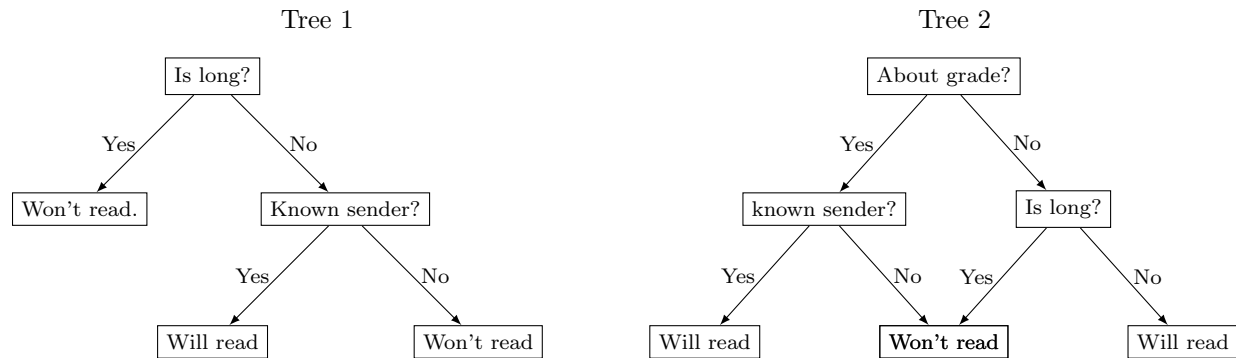 Tree 1
Is long?
Yes
No
Won't read.
Known sender?
Yes
No
Will read
Won't read
Tree 2
About grade?
Yes
No
known sender?
Is long?
Yes
No
Yes
No
Will read
Won't read
Will read